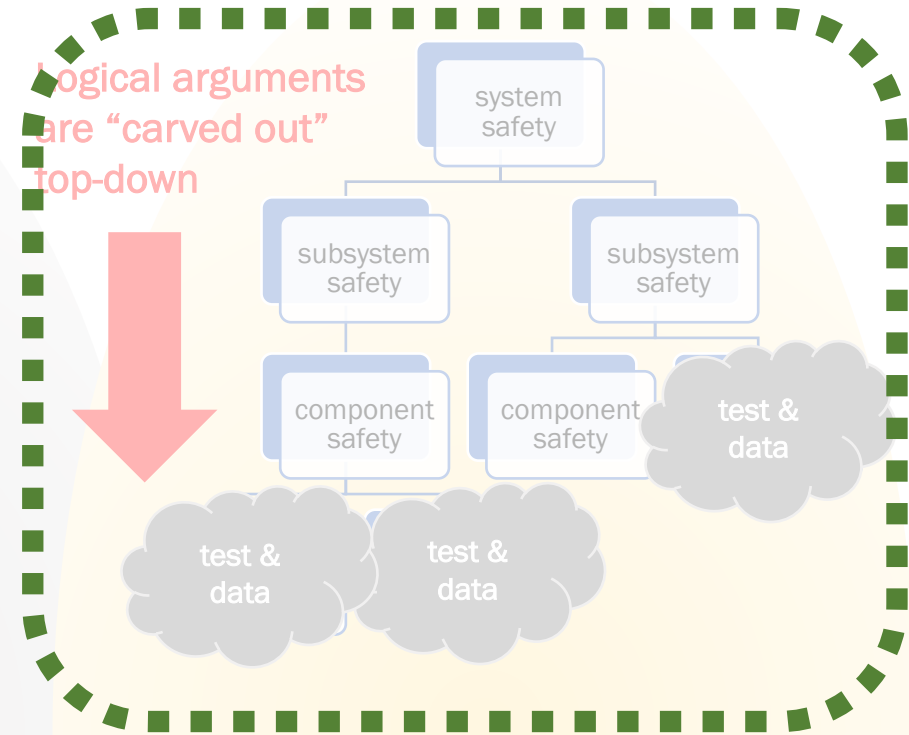 Logical arguments
are “carved out”
top-down
system
safety
subsystem
safety
subsystem
safety
component
safety
component
safety
test &
data
test &
data
test &
data